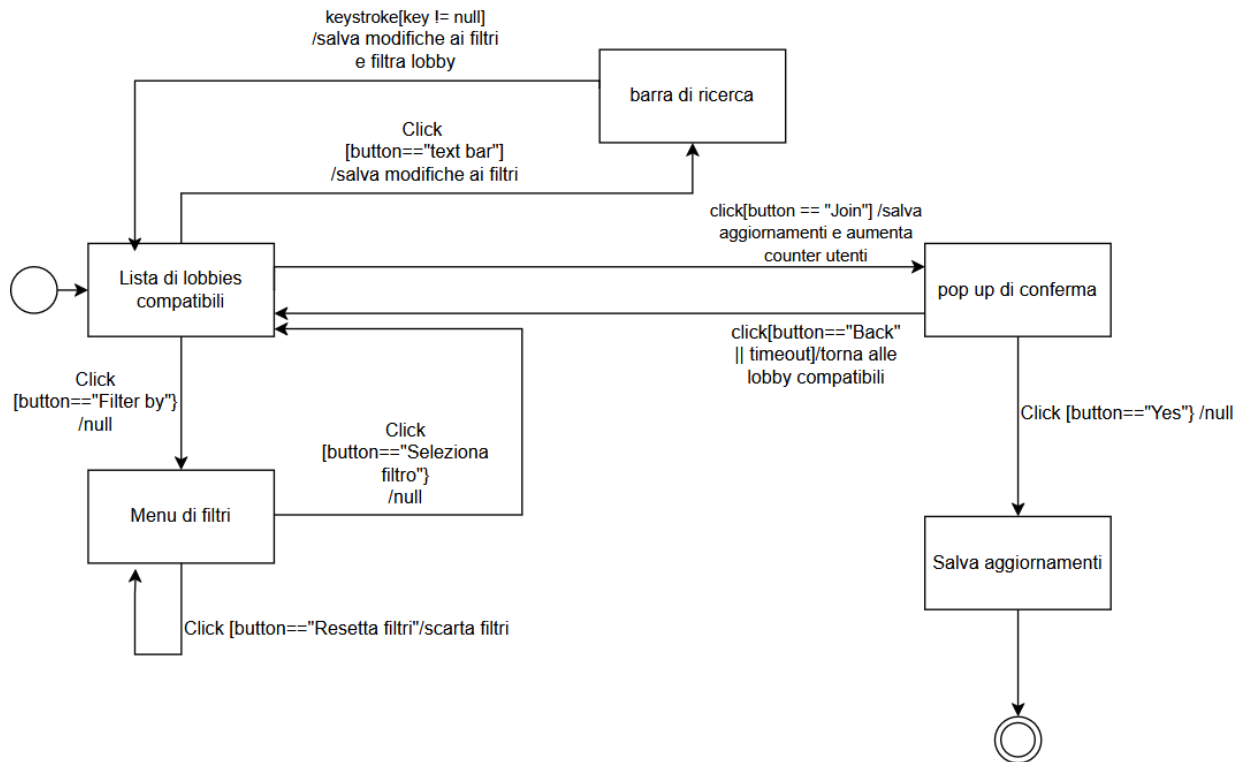 keystroke[key != null]
/salva modifiche ai filtri
e filtra lobby
barra di ricerca
Click
[button=="text bar"]
/salva modifiche ai filtri
click[button == "Join"] /salva
aggiornamenti e aumenta
counter utenti
Lista di lobbies
compatibili
pop up di conferma
click[button=="Back"
|| timeout]/torna alle
lobby compatibili
Click
[button=="Filter by"}
/null
Click
[button=="Seleziona
filtro"}
/null
Click [button=="Yes"} /null
Menu di filtri
Salva aggiornamenti
Click [button=="Resetta filtri"/scarta filtri